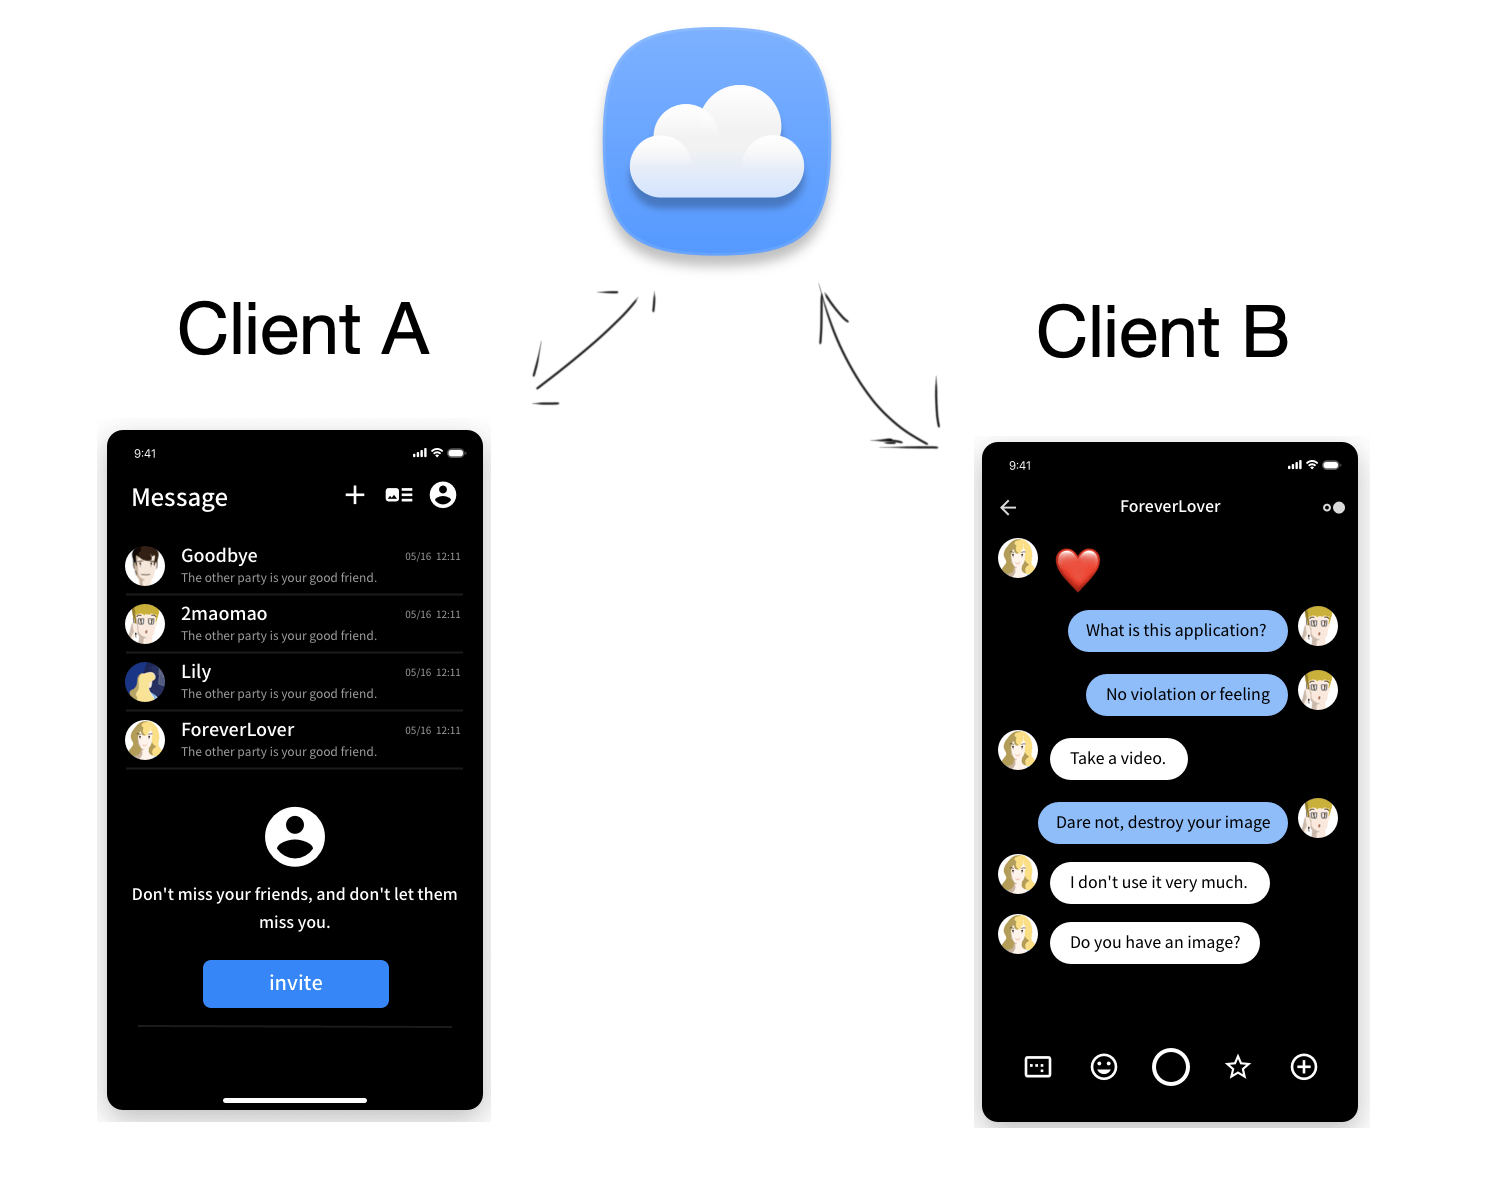 Client A
Client B
9:41
Message
Goodbye
05/16 12:11
The other party is your good friend.
2maomao
05/16 12:11
The other party is your good friend.
Lily
05/16 12:11
The other party is your good friend.
ForeverLover
05/16 12:11
The other party is your good friend.
Don't miss your friends, and don't let them
miss you.
invite
9:41
ForeverLover
What is this application?
No violation or feeling
Take a video.
Dare not, destroy your image
I don't use it very much.
Do you have an image?